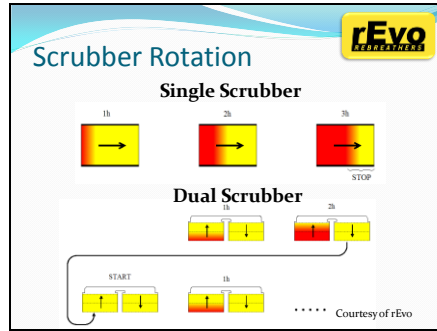 rEvo
REBREATHERS
Scrubber Rotation
Single Scrubber
1h 2h 3h
STOP
Dual Scrubber
1h 2h
START 1h
..... Courtesy of rEvo